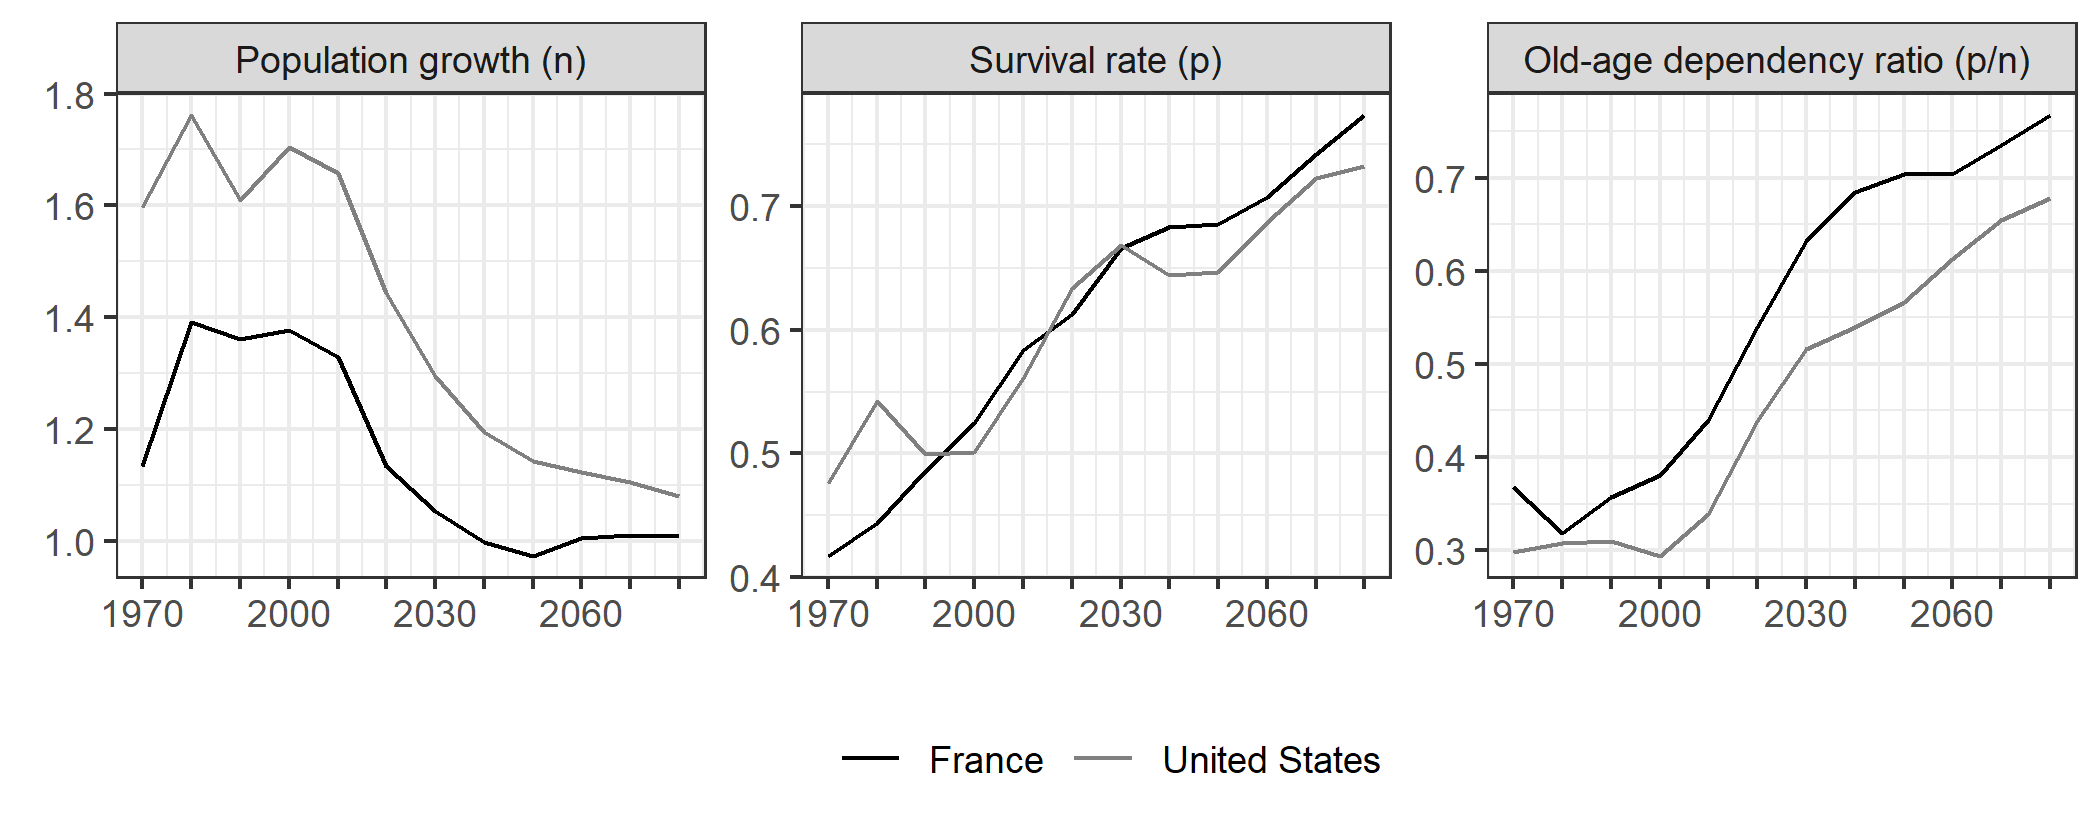 Population growth (n)
Survival rate (p)
Old-age dependency ratio (p/n)
1.8
1.6
1.4
1.2
1.0
1970 2000 2030 2060
0.7
0.6
0.5
0.4
1970 2000 2030 2060
0.7
0.6
0.5
0.4
0.3
1970 2000 2030 2060
France United States